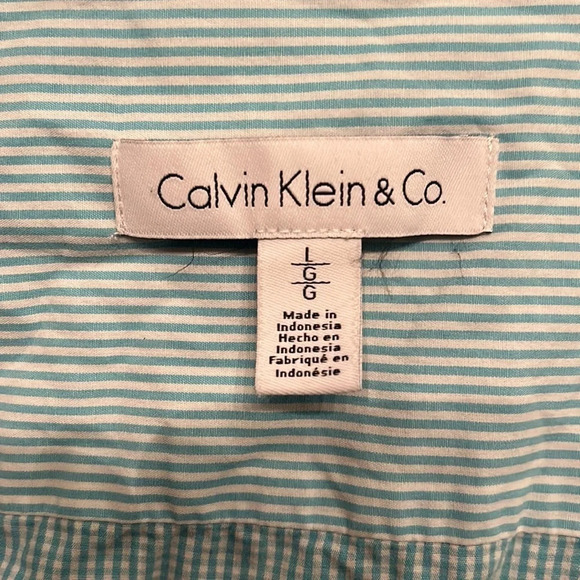 Calvin Klein & Co.
L
G
G
Made in
Indonesia
Hecho en
Indonesia
Fabriqué en
Indonésie